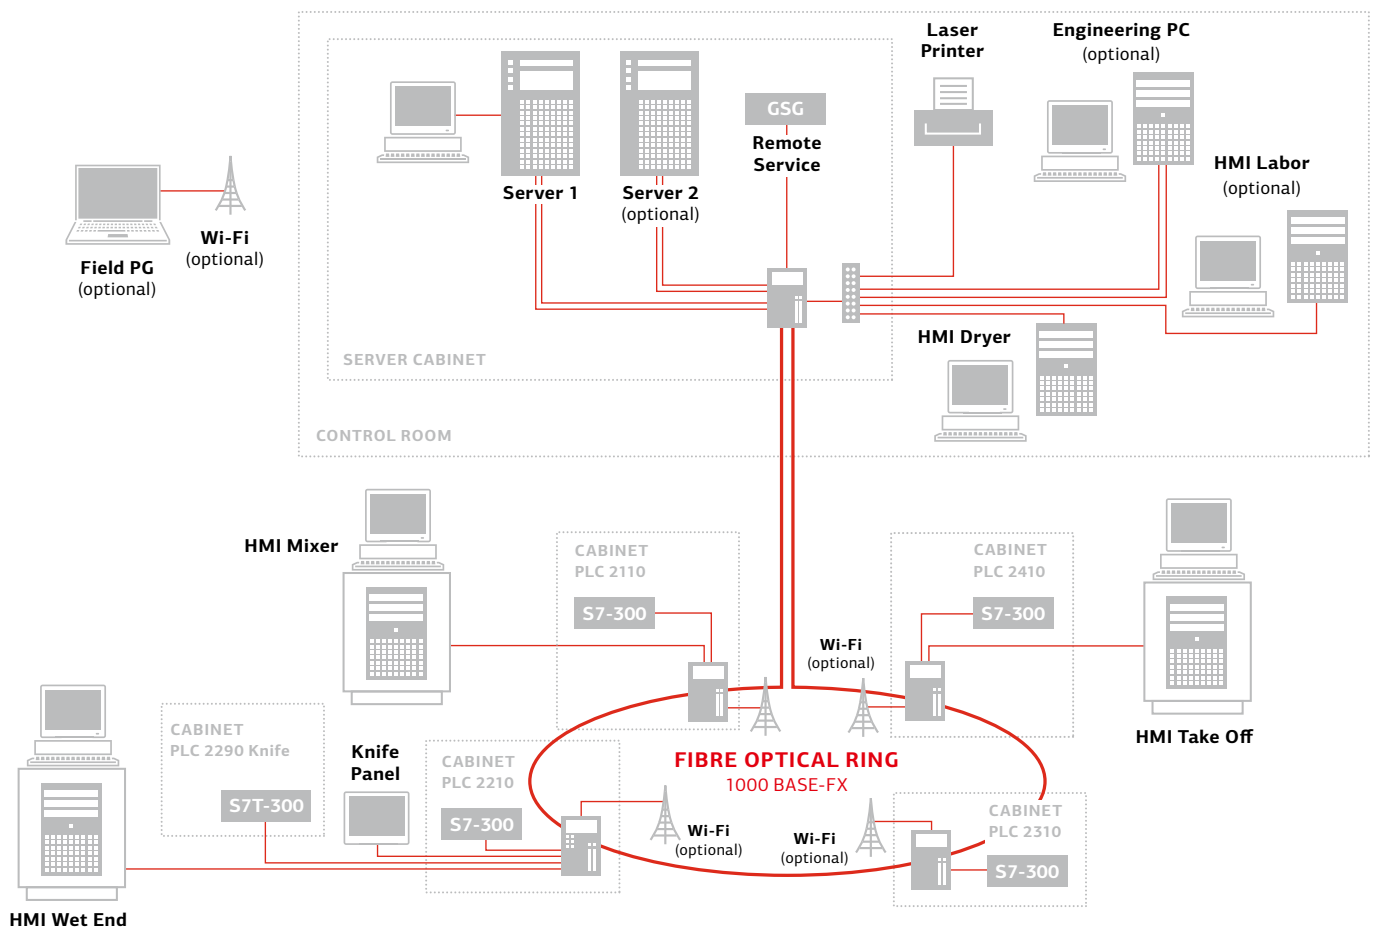 Laser
Printer
Engineering PC
(optional)
GSG
Remote
Service
HMI Labor
(optional)
Server 1
Server 2
(optional)
Wi-Fi
(optional)
Field PG
(optional)
HMI Dryer
SERVER CABINET
CONTROL ROOM
HMI Mixer
CABINET
PLC 2110
S7-300
CABINET
PLC 2410
S7-300
Wi-Fi
(optional)
HMI Take Off
CABINET
PLC 2290 Knife
S7T-300
Knife
Panel
CABINET
PLC 2210
S7-300
FIBRE OPTICAL RING
1000 BASE-FX
Wi-Fi
(optional)
Wi-Fi
(optional)
CABINET
PLC 2310
S7-300
HMI Wet End